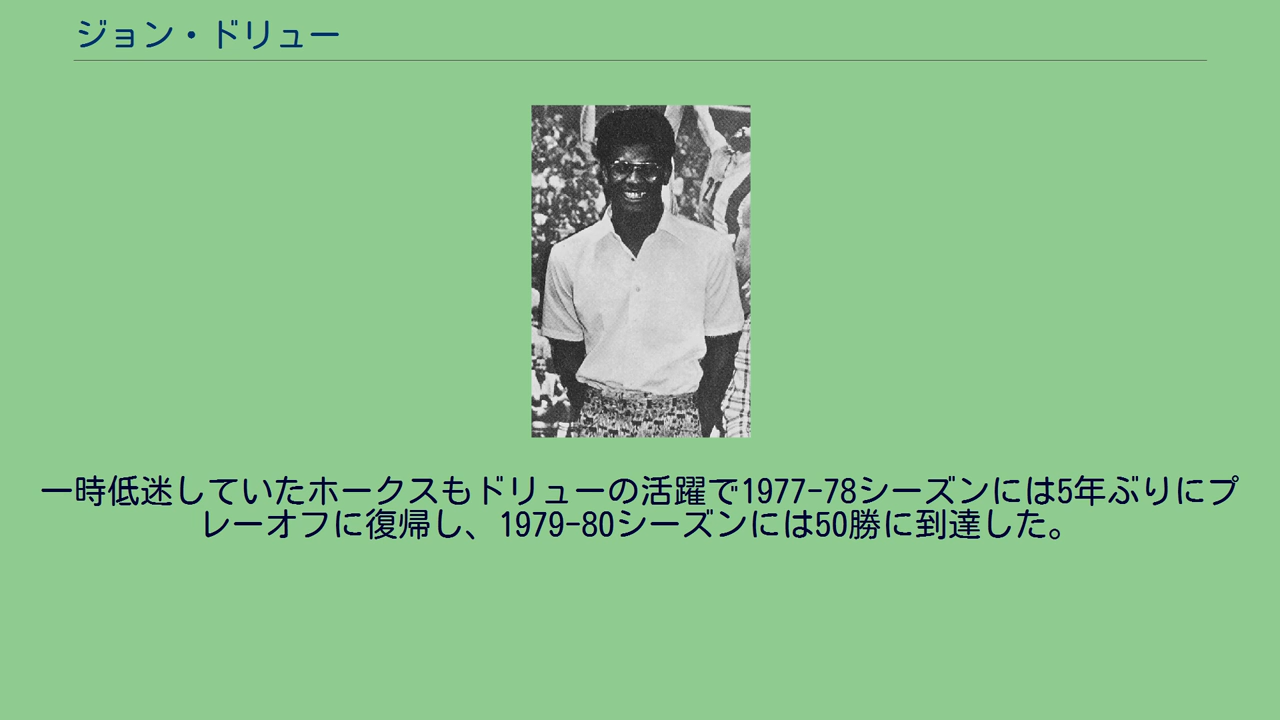 ジョン・ドリュー
一時低迷していたホークスもドリューの活躍で1977-78シーズンには5年ぶりにプ
レーオフに復帰し、1979-80シーズンには50勝に到達した。